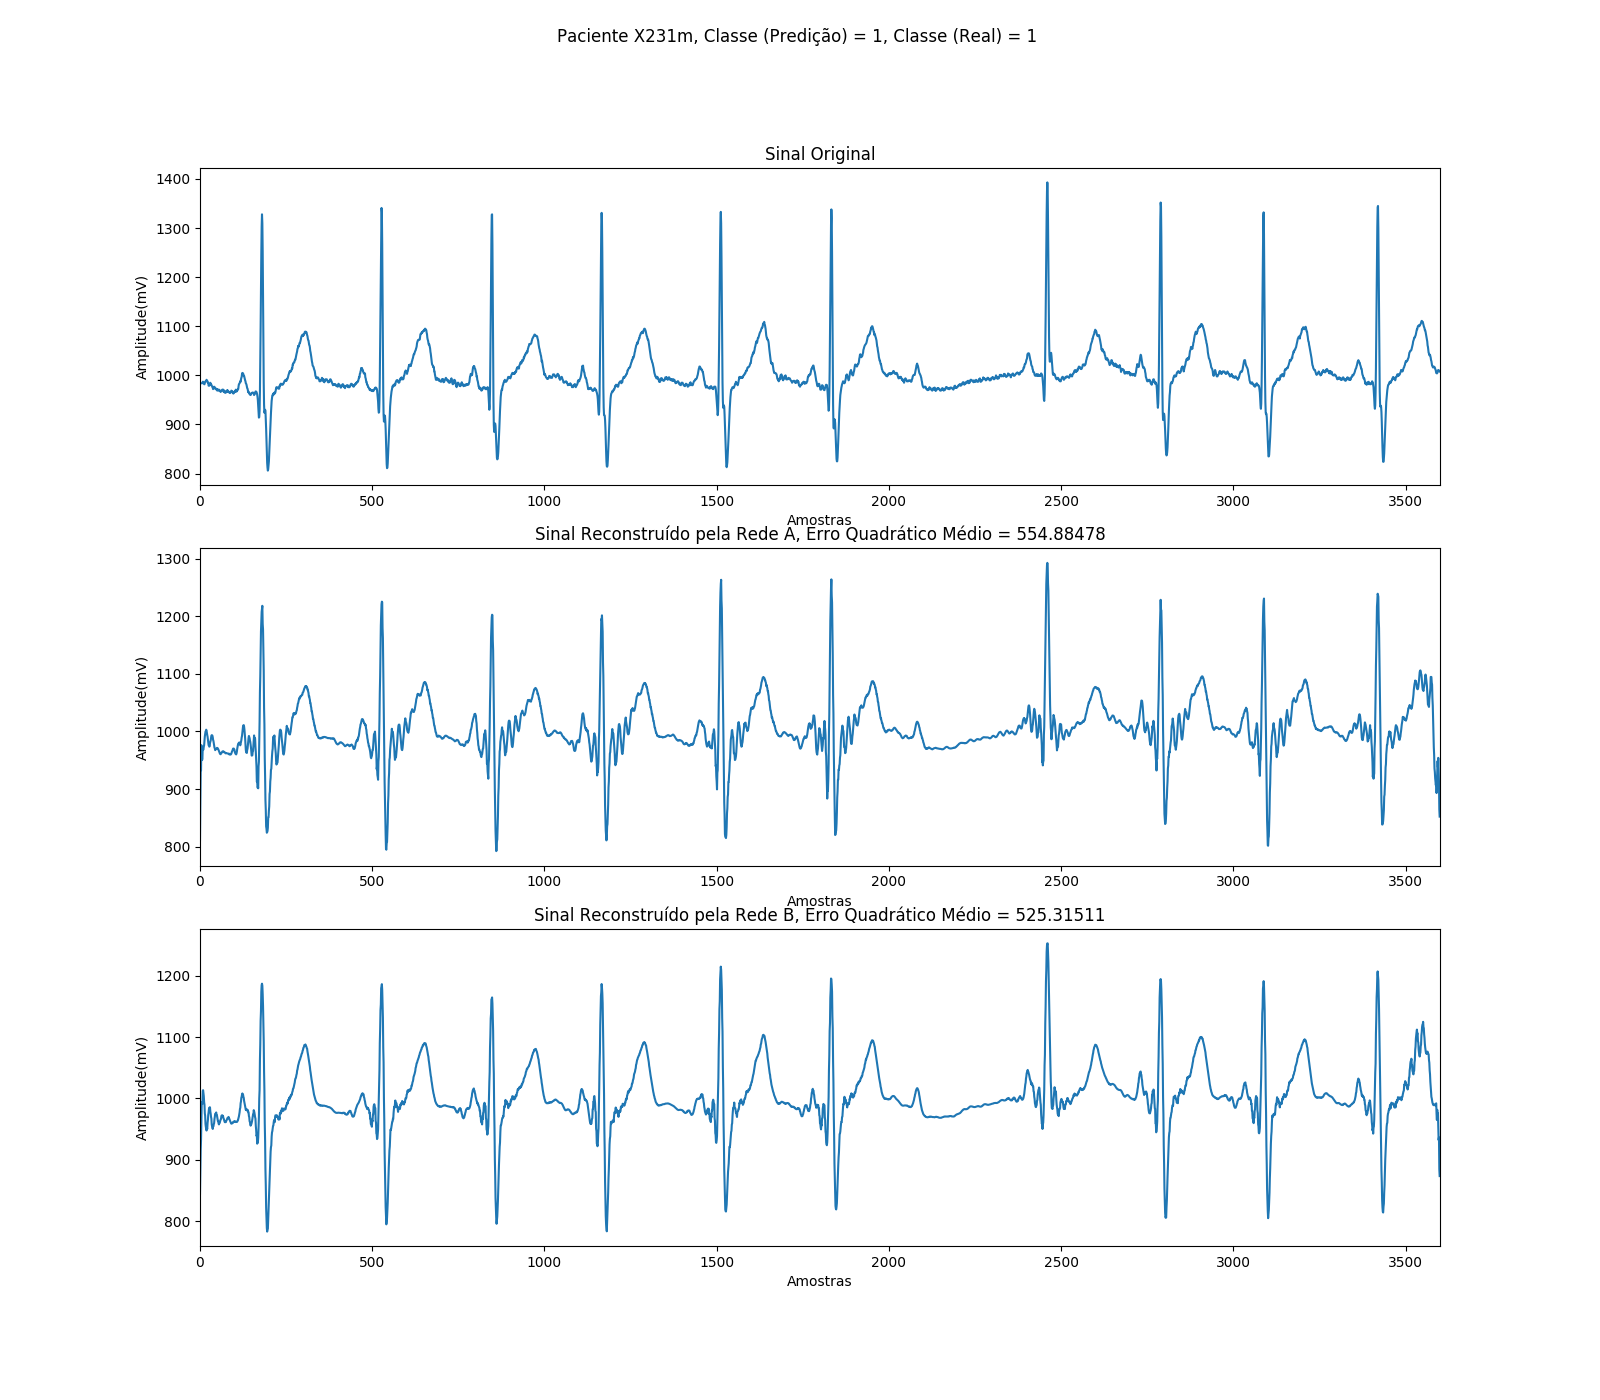 Paciente X231m, Classe (Predição) = 1, Classe (Real) = 1
Sinal Original
1400
1300
1200
1100
1000
900
800
Amplitude(mV)
0 500 1000 1500 2000 2500 3000 3500
Amostras
Sinal Reconstruído pela Rede A, Erro Quadrático Médio = 554.88478
1300
1200
1100
1000
900
800
Amplitude(mV)
0 500 1000 1500 2000 2500 3000 3500
Amostras
Sinal Reconstruído pela Rede B, Erro Quadrático Médio = 525.31511
1200
1100
1000
900
800
Amplitude(mV)
0 500 1000 1500 2000 2500 3000 3500
Amostras